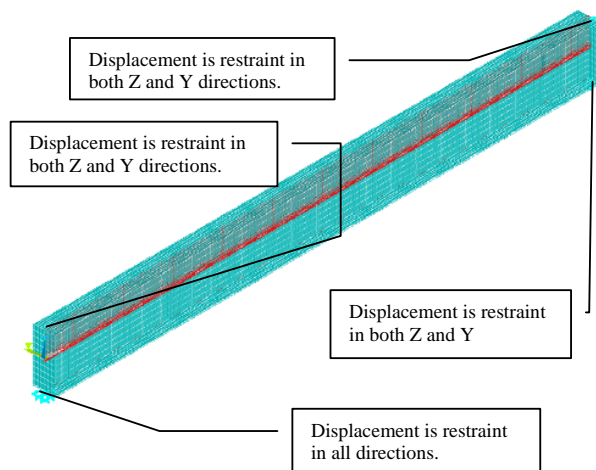 Displacement is restraint in
both Z and Y directions.
Displacement is restraint in
both Z and Y directions.
Displacement is restraint
in both Z and Y
Displacement is restraint
in all directions.